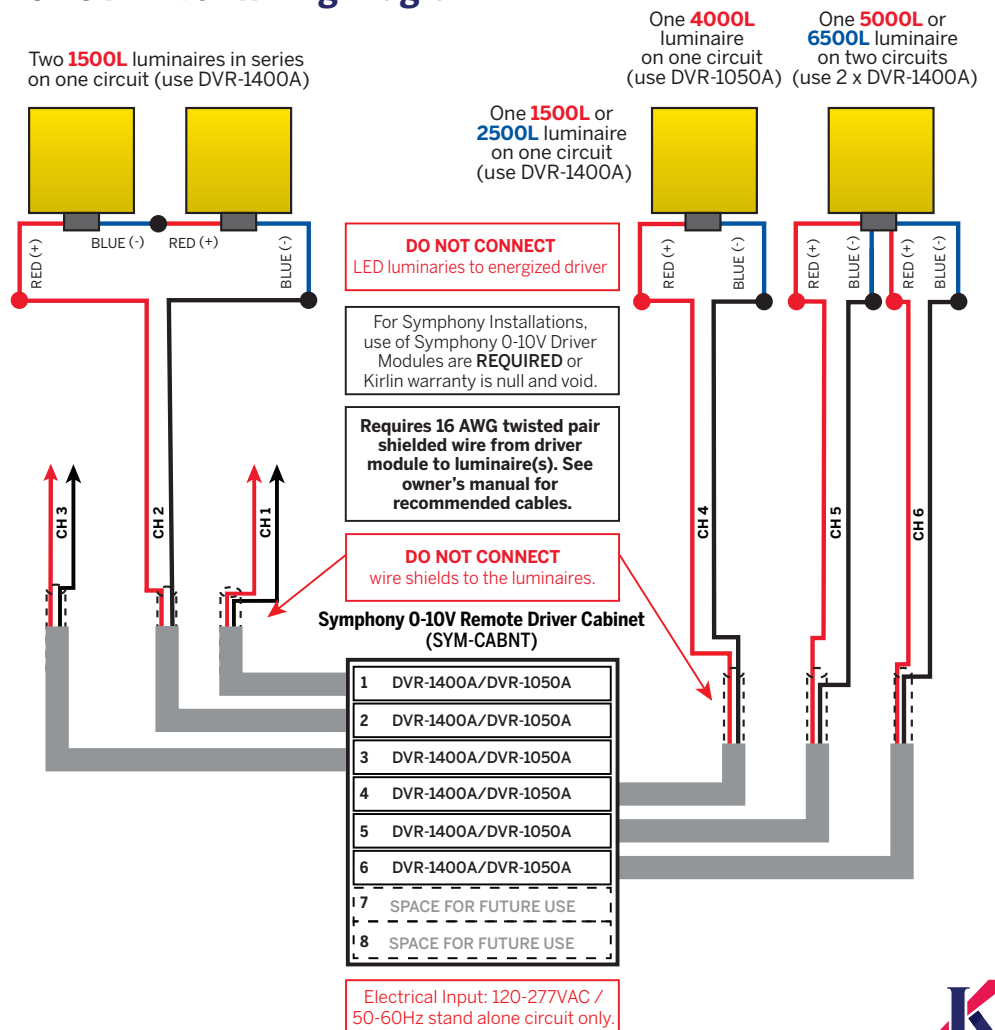 Two 1500L luminaires in series
on one circuit (use DVR-1400A)
One 1500L or
2500L luminaire
on one circuit
(use DVR-1400A)
One 4000L
luminaire
on one circuit
(use DVR-1050A)
One 5000L or
6500L luminaire
on two circuits
(use 2 x DVR-1400A)
RED (+)
BLUE (-)
RED (+)
BLUE (-)
RED (+)
BLUE (-)
RED (+)
BLUE (-)
RED (+)
BLUE (-)
DO NOT CONNECT
LED luminaries to energized driver
For Symphony Installations,
use of Symphony 0-10V Driver
Modules are REQUIRED or
Kirlin warranty is null and void.
Requires 16 AWG twisted pair
shielded wire from driver
module to luminaire(s). See
owner's manual for
recommended cables.
CH 3
CH 2
CH 1
CH 4
CH 5
CH 6
DO NOT CONNECT
wire shields to the luminaires.
Symphony 0-10V Remote Driver Cabinet
(SYM-CABNT)
1 DVR-1400A/DVR-1050A
2 DVR-1400A/DVR-1050A
3 DVR-1400A/DVR-1050A
4 DVR-1400A/DVR-1050A
5 DVR-1400A/DVR-1050A
6 DVR-1400A/DVR-1050A
7 SPACE FOR FUTURE USE
8 SPACE FOR FUTURE USE
Electrical Input: 120-277VAC /
50-60Hz stand alone circuit only.